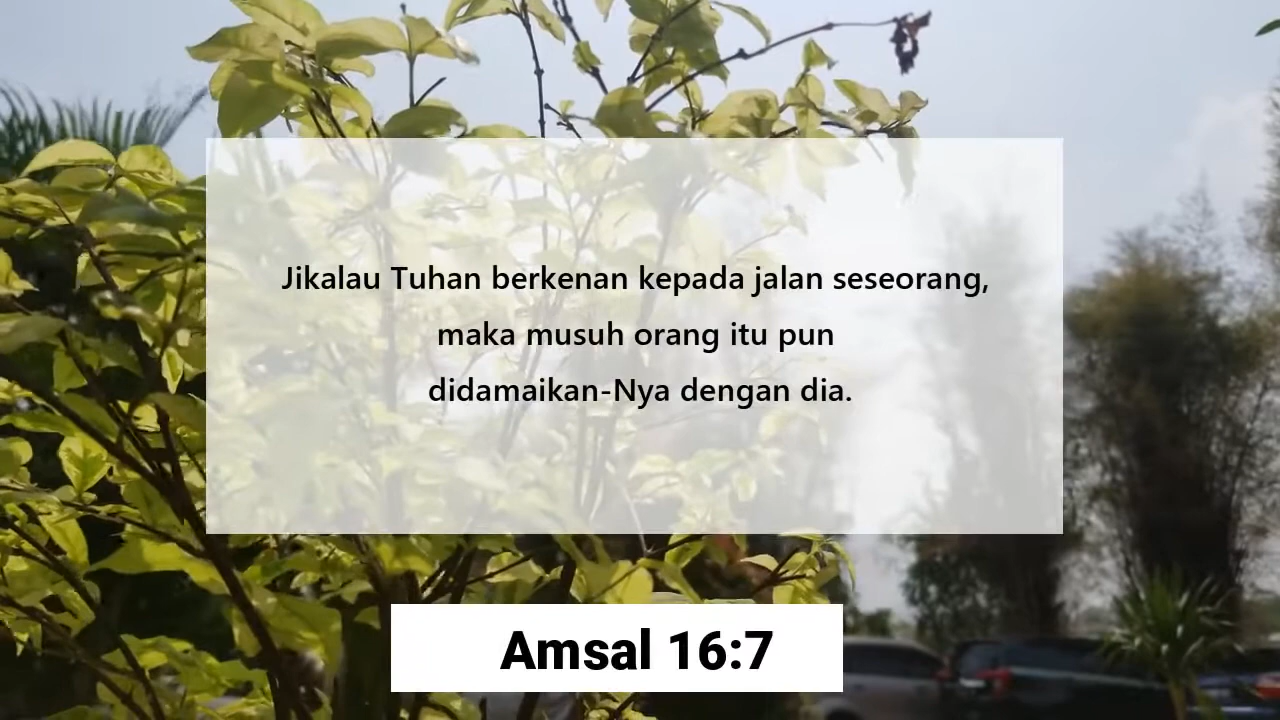 Jikalau Tuhan berkenan kepada jalan seseorang,
maka musuh orang itu pun
didamaikan-Nya dengan dia.
Amsal 16:7